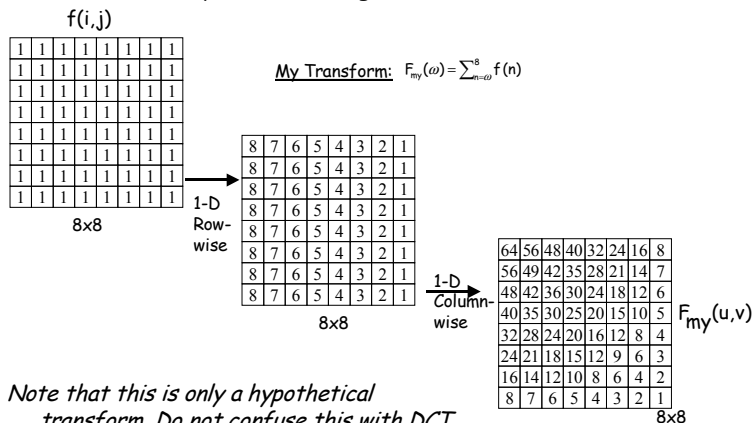 f(i,j)
1 1 1 1 1 1 1 1
1 1 1 1 1 1 1 1
1 1 1 1 1 1 1 1
1 1 1 1 1 1 1 1
1 1 1 1 1 1 1 1
1 1 1 1 1 1 1 1
1 1 1 1 1 1 1 1
1 1 1 1 1 1 1 1
8x8
My Transform: F_my(ω)=∑_{n=ω}^8 f(n)
1-D
Row-
wise
8 7 6 5 4 3 2 1
8 7 6 5 4 3 2 1
8 7 6 5 4 3 2 1
8 7 6 5 4 3 2 1
8 7 6 5 4 3 2 1
8 7 6 5 4 3 2 1
8 7 6 5 4 3 2 1
8 7 6 5 4 3 2 1
8x8
1-D
Column-
wise
64 56 48 40 32 24 16 8
56 49 42 35 28 21 14 7
48 42 36 30 24 18 12 6
40 35 30 25 20 15 10 5
32 28 24 20 16 12 8 4
24 21 18 15 12 9 6 3
16 14 12 10 8 6 4 2
8 7 6 5 4 3 2 1
8x8
F_my(u,v)
Note that this is only a hypothetical
transform. Do not confuse this with DCT